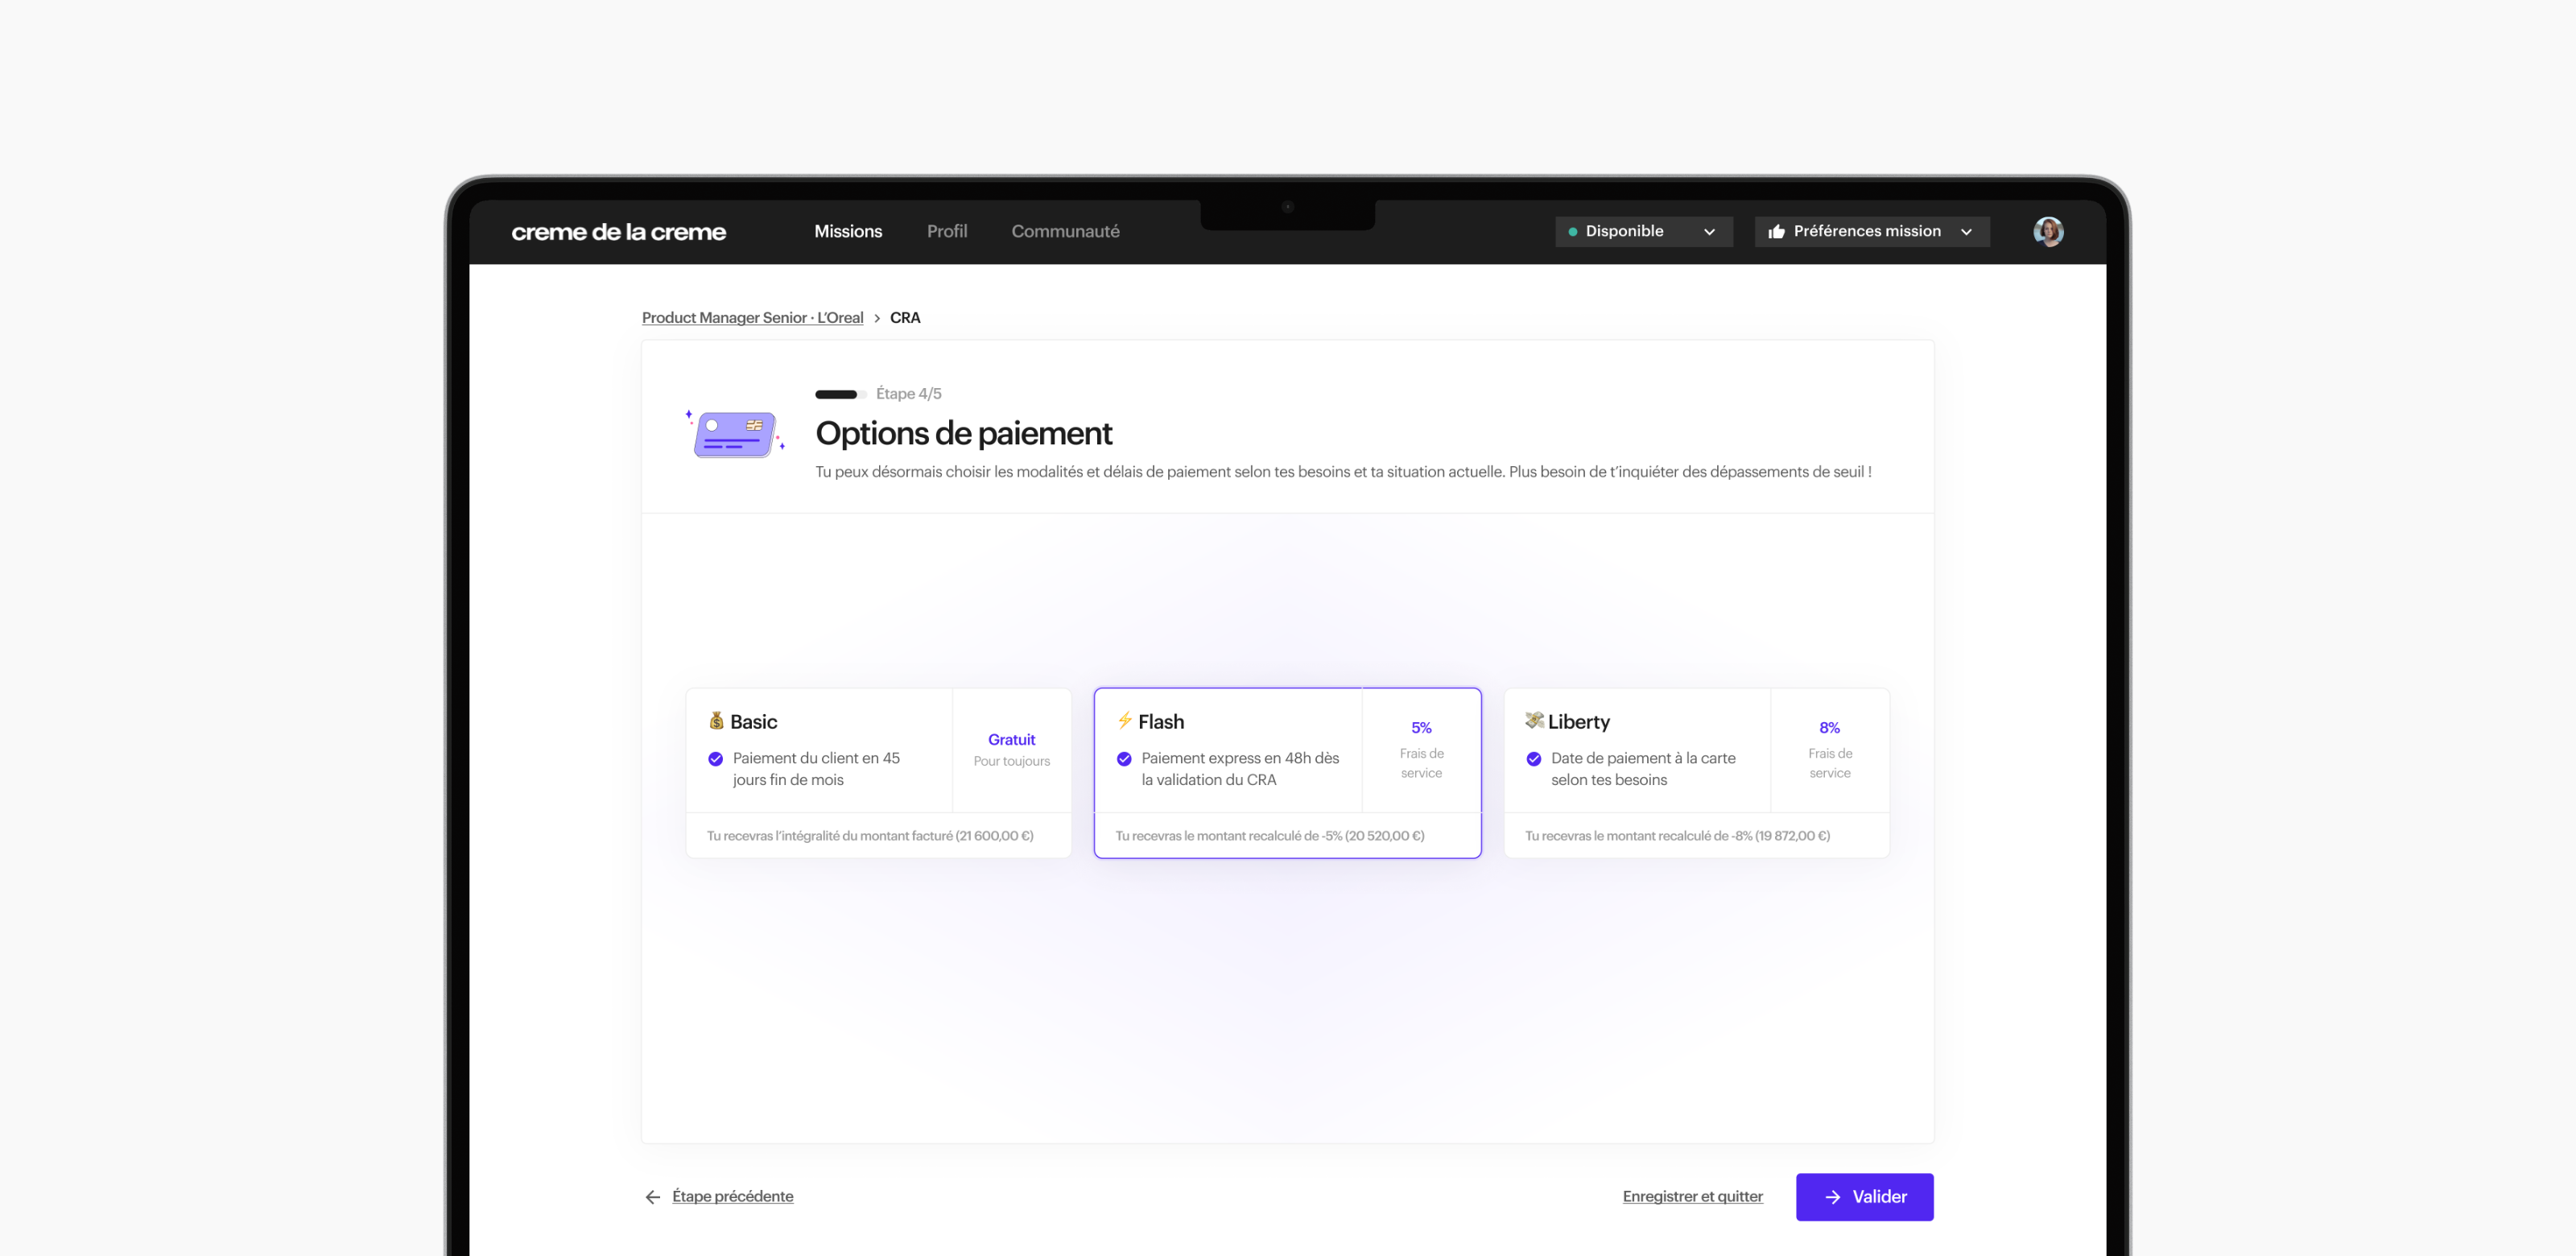 creme de la creme
Missions
Profil
Communauté
Disponible
Préférences mission
Product Manager Senior · L’Oreal > CRA
Étape 4/5
Options de paiement
Tu peux désormais choisir les modalités et délais de paiement selon tes besoins et ta situation actuelle. Plus besoin de t’inquiéter des dépassements de seuil !
💰 Basic
Paiement du client en 45
jours fin de mois
Gratuit
Pour toujours
Tu recevras l’intégralité du montant facturé (21 600,00 €)
⚡ Flash
Paiement express en 48h dès
la validation du CRA
5%
Frais de
service
Tu recevras le montant recalculé de -5% (20 520,00 €)
💸 Liberty
Date de paiement à la carte
selon tes besoins
8%
Frais de
service
Tu recevras le montant recalculé de -8% (19 872,00 €)
← Étape précédente
Enregistrer et quitter
→ Valider